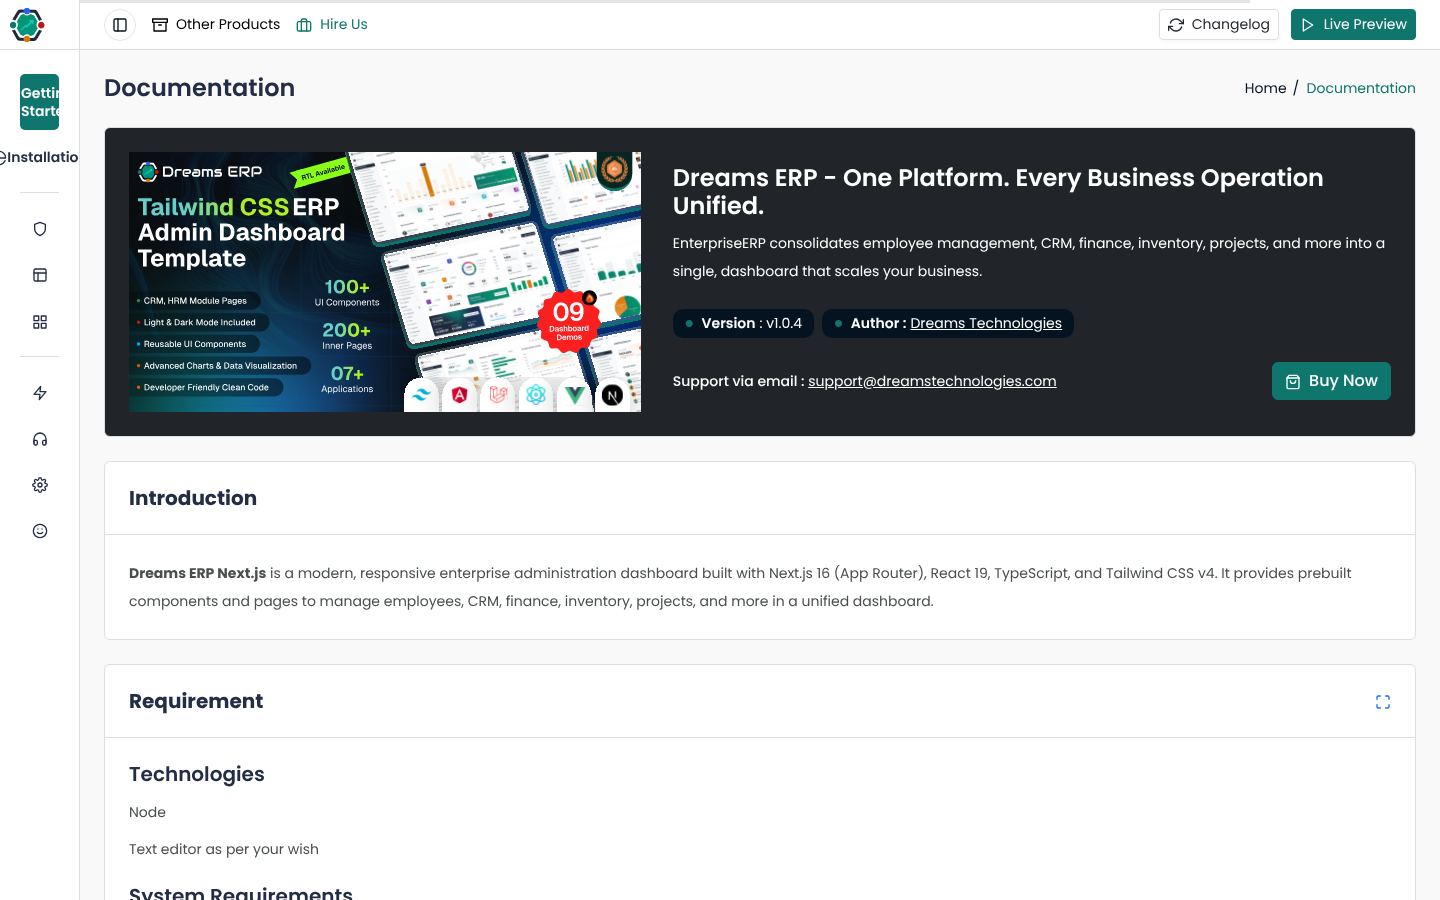 Other Products
Hire Us
Changelog
Live Preview
Documentation
Home / Documentation
Dreams ERP
RTL Available
Tailwind CSS ERP
Admin Dashboard
Template
CRM, HRM Module Pages
Light & Dark Mode Included
Reusable UI Components
Advanced Charts & Data Visualization
Developer Friendly Clean Code
100+
UI Components
200+
Inner Pages
07+
Applications
09
Dashboard
Demos
Dreams ERP - One Platform. Every Business Operation
Unified.
EnterpriseERP consolidates employee management, CRM, finance, inventory, projects, and more into a
single, dashboard that scales your business.
Version : v1.0.4
Author : Dreams Technologies
Support via email : support@dreamstechnologies.com
Buy Now
Gettin
Starte
Installatio
Introduction
Dreams ERP Next.js is a modern, responsive enterprise administration dashboard built with Next.js 16 (App Router), React 19, TypeScript, and Tailwind CSS v4. It provides prebuilt
components and pages to manage employees, CRM, finance, inventory, projects, and more in a unified dashboard.
Requirement
Technologies
Node
Text editor as per your wish
System Requirements